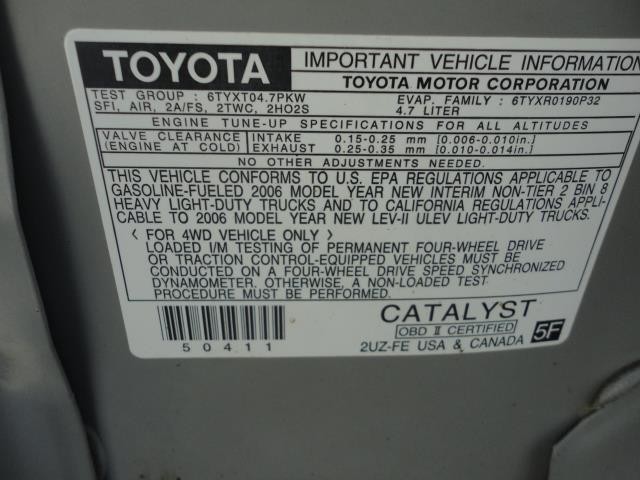 TOYOTA
IMPORTANT VEHICLE INFORMATION
TOYOTA MOTOR CORPORATION
TEST GROUP : 6TYXT04.7PKW
EVAP. FAMILY : 6TYXR0190P32
SFI, AIR, 2A/FS, 2TWC, 2HO2S
4.7 LITER
ENGINE TUNE-UP SPECIFICATIONS FOR ALL ALTITUDES
VALVE CLEARANCE INTAKE 0.15-0.25 mm [0.006-0.010in.]
(ENGINE AT COLD) EXHAUST 0.25-0.35 mm [0.010-0.014in.]
NO OTHER ADJUSTMENTS NEEDED.
THIS VEHICLE CONFORMS TO U.S. EPA REGULATIONS APPLICABLE TO
GASOLINE-FUELED 2006 MODEL YEAR NEW INTERIM NON-TIER 2 BIN 8
HEAVY LIGHT-DUTY TRUCKS AND TO CALIFORNIA REGULATIONS APPLI-
CABLE TO 2006 MODEL YEAR NEW LEV-II ULEV LIGHT-DUTY TRUCKS.
< FOR 4WD VEHICLE ONLY >
LOADED I/M TESTING OF PERMANENT FOUR-WHEEL DRIVE
OR TRACTION CONTROL-EQUIPPED VEHICLES MUST BE
CONDUCTED ON A FOUR-WHEEL DRIVE SPEED SYNCHRONIZED
DYNAMOMETER. OTHERWISE, A NON-LOADED TEST
PROCEDURE MUST BE PERFORMED.
50411
CATALYST
OBD II CERTIFIED
5F
2UZ-FE USA & CANADA